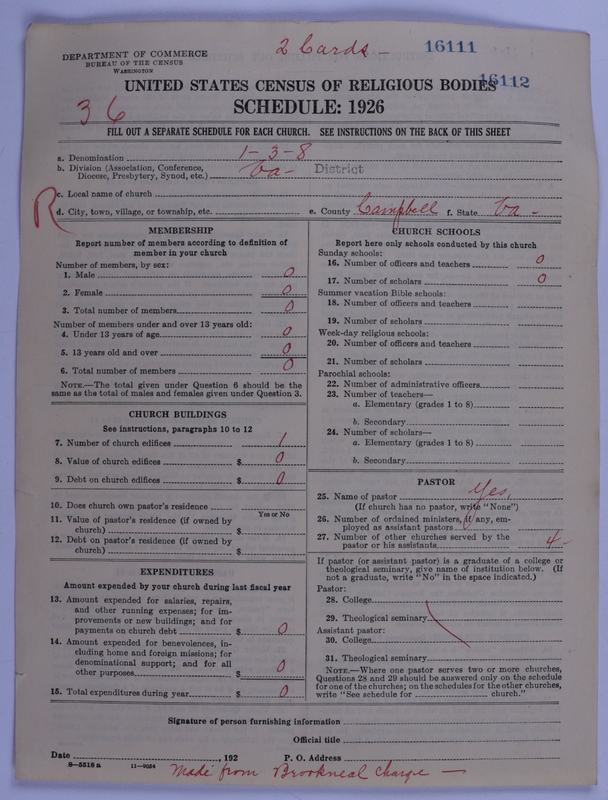 2 Cards - 16111
DEPARTMENT OF COMMERCE
BUREAU OF THE CENSUS
WASHINGTON
16112
UNITED STATES CENSUS OF RELIGIOUS BODIES
36
SCHEDULE: 1926
FILL OUT A SEPARATE SCHEDULE FOR EACH CHURCH. SEE INSTRUCTIONS ON THE BACK OF THIS SHEET
a. Denomination 1-3-8
b. Division (Association, Conference, Diocese, Presbytery, Synod, etc.) Va- District
c. Local name of church
R
d. City, town, village, or township, etc. e. County Campbell f. State Va-
MEMBERSHIP
Report number of members according to definition of
member in your church
Number of members, by sex:
1. Male 0
2. Female 0
3. Total number of members 0
Number of members under and over 13 years old:
4. Under 13 years of age 0
5. 13 years old and over 0
6. Total number of members 0
NOTE.—The total given under Question 6 should be the
same as the total of males and females given under Question 3.
CHURCH BUILDINGS
See instructions, paragraphs 10 to 12
7. Number of church edifices 1
8. Value of church edifices $ 0
9. Debt on church edifices $ 0
10. Does church own pastor's residence
Yes or No
11. Value of pastor's residence (if owned by
church) $
12. Debt on pastor's residence (if owned by
church) $
EXPENDITURES
Amount expended by your church during last fiscal year
13. Amount expended for salaries, repairs,
and other running expenses; for im-
provements or new buildings; and for
payments on church debt $ 0
14. Amount expended for benevolences, in-
cluding home and foreign missions; for
denominational support; and for all
other purposes $ 0
15. Total expenditures during year $ 0
CHURCH SCHOOLS
Report here only schools conducted by this church
Sunday schools:
16. Number of officers and teachers 0
17. Number of scholars 0
Summer vacation Bible schools:
18. Number of officers and teachers
19. Number of scholars
Week-day religious schools:
20. Number of officers and teachers
21. Number of scholars
Parochial schools:
22. Number of administrative officers
23. Number of teachers—
a. Elementary (grades 1 to 8)
b. Secondary
24. Number of scholars—
a. Elementary (grades 1 to 8)
b. Secondary
PASTOR
25. Name of pastor Yes,
(If church has no pastor, write "None")
26. Number of ordained ministers, if any, em-
ployed as assistant pastors
27. Number of other churches served by the
pastor or his assistants 4-
If pastor (or assistant pastor) is a graduate of a college or
theological seminary, give name of institution below. (If
not a graduate, write "No" in the space indicated.)
Pastor:
28. College
29. Theological seminary
Assistant pastor:
30. College
31. Theological seminary
NOTE.—Where one pastor serves two or more churches,
Questions 28 and 29 should be answered only on the schedule
for one of the churches; on the schedules for the other churches,
write "See schedule for church."
Signature of person furnishing information
Official title
Date , 192 P. O. Address
8—5518 a 11—9054
Made from Brookneal Charge -